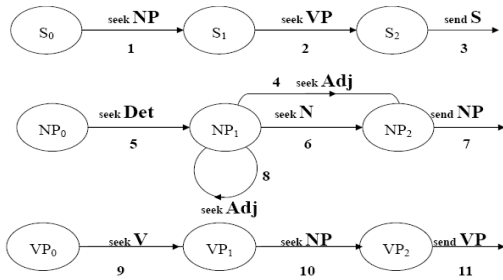 S0 seek NP S1 seek VP S2 send S
1 2 3
4 seek Adj
NP0 seek Det NP1 seek N NP2 send NP
5 6 7
8
seek Adj
VP0 seek V VP1 seek NP VP2 send VP
9 10 11